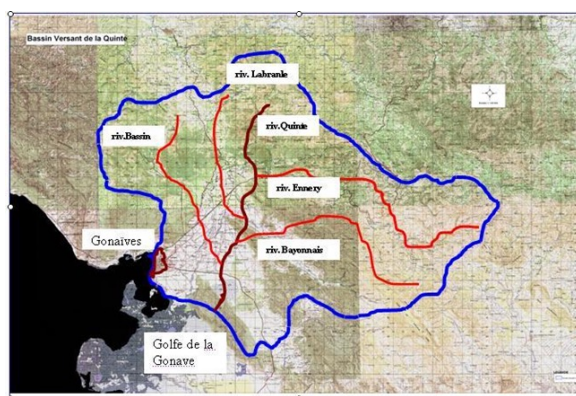 Bassin Versant de la Quinte
riv. Labranle
riv.Quinte
riv.Bassin
riv. Ennery
Gonaives
riv. Bayonnais
Golfe de la
Gonave